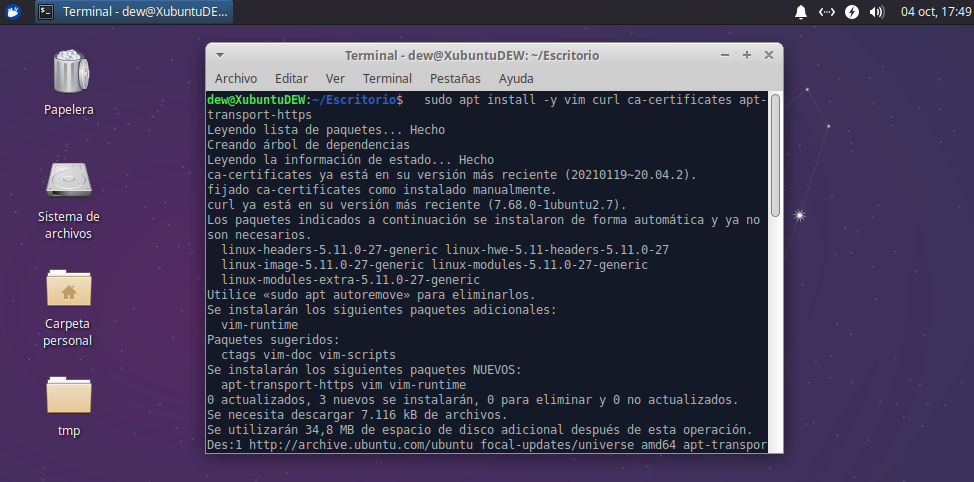 Terminal - dew@XubuntuDE...
04 oct, 17:49
Papelera
Sistema de
archivos
Carpeta
personal
tmp
Terminal - dew@XubuntuDEW: ~/Escritorio
Archivo Editar Ver Terminal Pestañas Ayuda
dew@XubuntuDEW:~/Escritorio$   sudo apt install -y vim curl ca-certificates apt-
transport-https
Leyendo lista de paquetes... Hecho
Creando árbol de dependencias
Leyendo la información de estado... Hecho
ca-certificates ya está en su versión más reciente (20210119~20.04.2).
fijado ca-certificates como instalado manualmente.
curl ya está en su versión más reciente (7.68.0-1ubuntu2.7).
Los paquetes indicados a continuación se instalaron de forma automática y ya no
son necesarios.
  linux-headers-5.11.0-27-generic linux-hwe-5.11-headers-5.11.0-27
  linux-image-5.11.0-27-generic linux-modules-5.11.0-27-generic
  linux-modules-extra-5.11.0-27-generic
Utilice «sudo apt autoremove» para eliminarlos.
Se instalarán los siguientes paquetes adicionales:
  vim-runtime
Paquetes sugeridos:
  ctags vim-doc vim-scripts
Se instalarán los siguientes paquetes NUEVOS:
  apt-transport-https vim vim-runtime
0 actualizados, 3 nuevos se instalarán, 0 para eliminar y 0 no actualizados.
Se necesita descargar 7.116 kB de archivos.
Se utilizarán 34,8 MB de espacio de disco adicional después de esta operación.
Des:1 http://archive.ubuntu.com/ubuntu focal-updates/universe amd64 apt-transpor